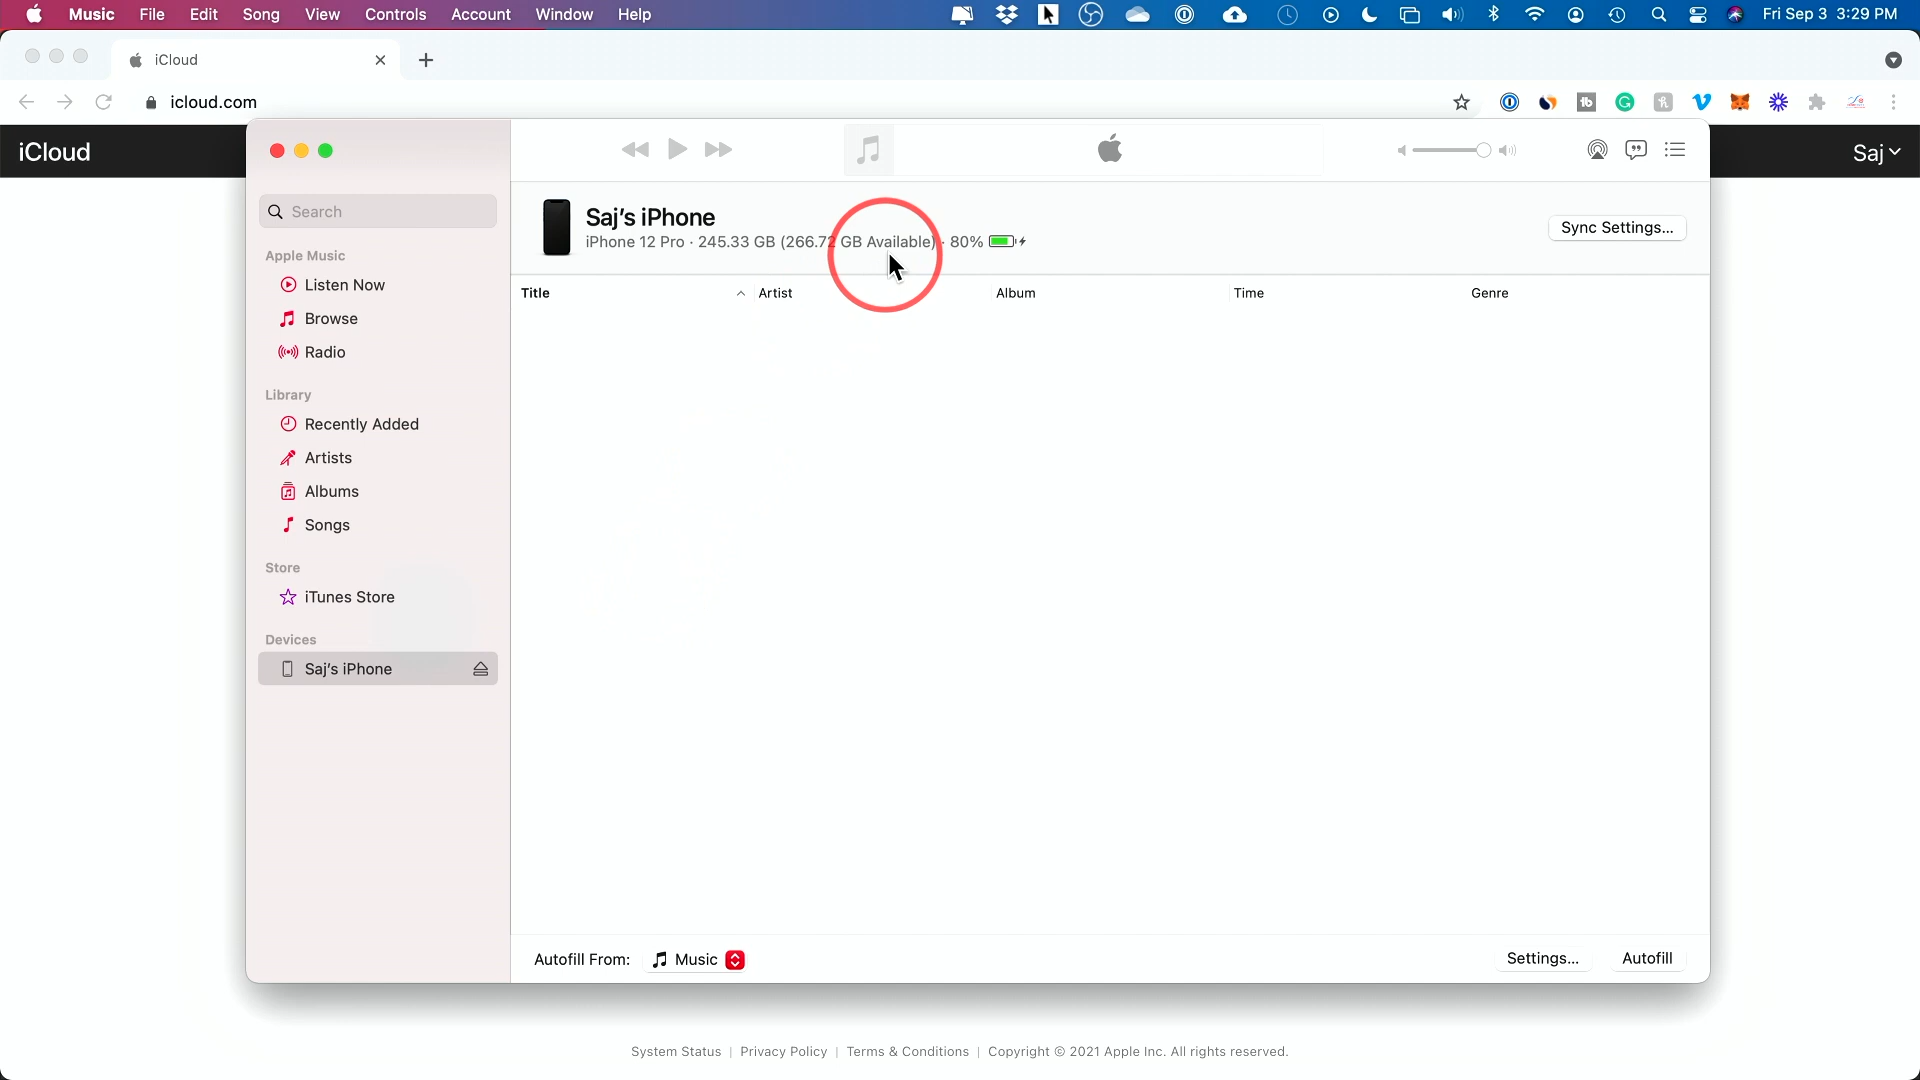 Music File Edit Song View Controls Account Window Help Fri Sep 3 3:29 PM
iCloud
icloud.com
iCloud Saj
Search
Apple Music
Listen Now
Browse
Radio
Library
Recently Added
Artists
Albums
Songs
Store
iTunes Store
Devices
Saj's iPhone
Saj's iPhone
iPhone 12 Pro · 245.33 GB (266.72 GB Available) · 80%
Sync Settings...
Title Artist Album Time Genre
Autofill From: Music Settings... Autofill
System Status | Privacy Policy | Terms & Conditions | Copyright © 2021 Apple Inc. All rights reserved.